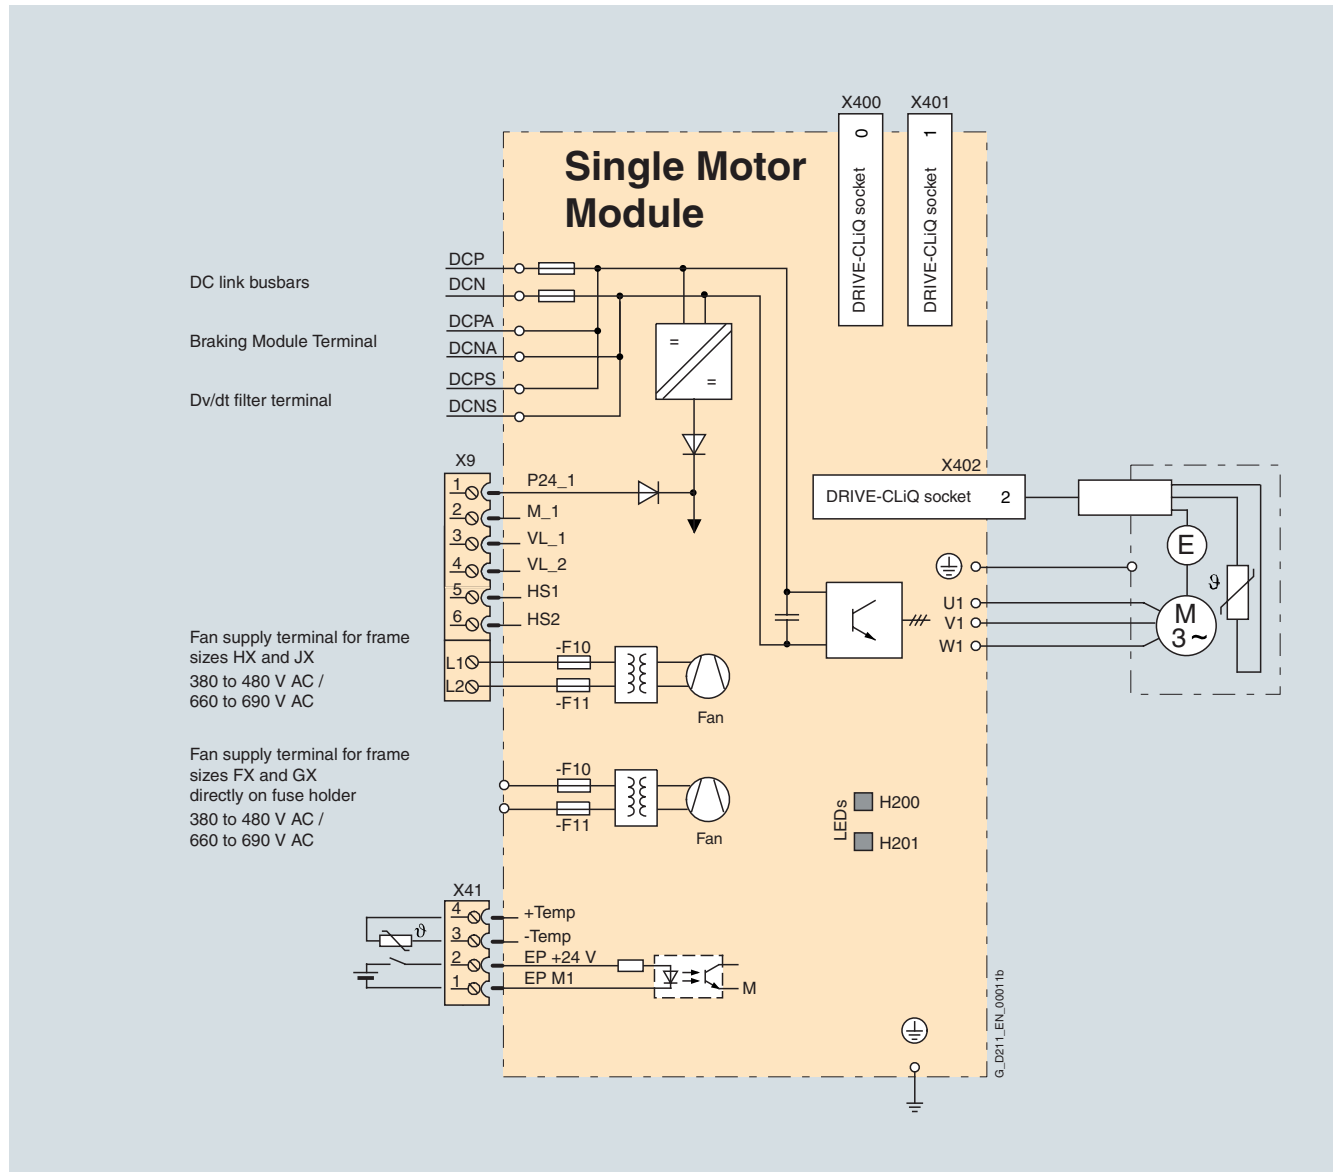 X400
X401
DRIVE-CLiQ socket 0
DRIVE-CLiQ socket 1
Single Motor
Module
DC link busbars
DCP
DCN
Braking Module Terminal
DCPA
DCNA
Dv/dt filter terminal
DCPS
DCNS
=
=
X9
1 P24_1
2 M_1
3 VL_1
4 VL_2
5 HS1
6 HS2
X402
DRIVE-CLiQ socket 2
E
ϑ
U1
V1
W1
M
3~
Fan supply terminal for frame
sizes HX and JX
380 to 480 V AC /
660 to 690 V AC
L1
L2
-F10
-F11
Fan
Fan supply terminal for frame
sizes FX and GX
directly on fuse holder
380 to 480 V AC /
660 to 690 V AC
-F10
-F11
Fan
LEDs
H200
H201
X41
4 +Temp
3 -Temp
2 EP +24 V
1 EP M1
ϑ
M
G_D211_EN_00011b